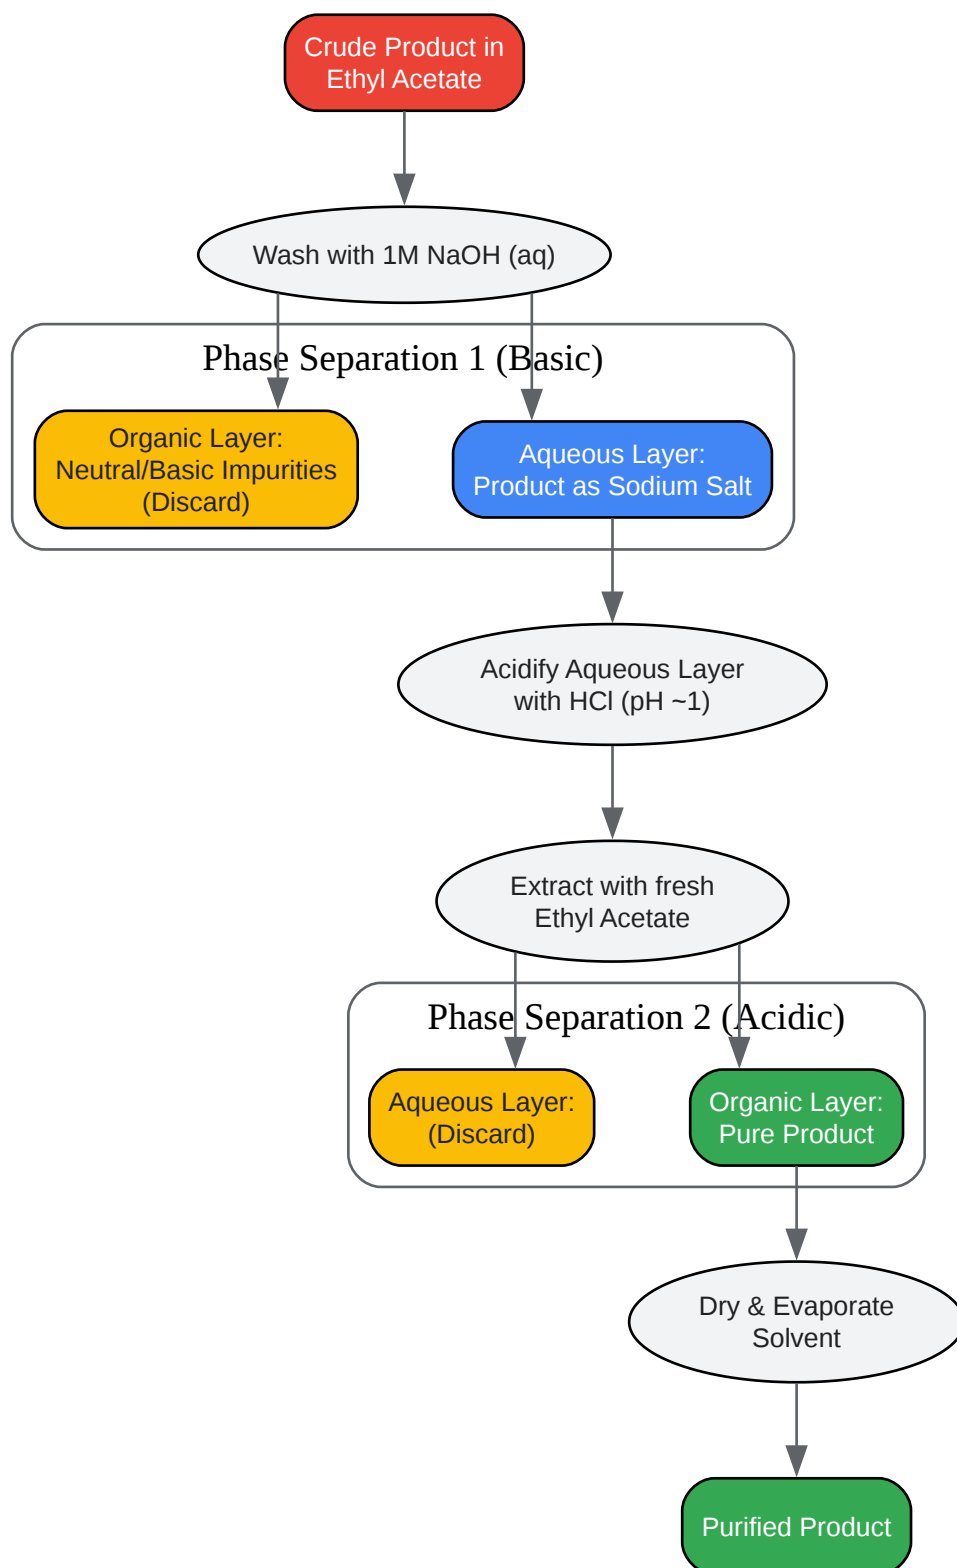 Crude Product in
Ethyl Acetate
Wash with 1M NaOH (aq)
Phase Separation 1 (Basic)
Organic Layer:
Neutral/Basic Impurities
(Discard)
Aqueous Layer:
Product as Sodium Salt
Acidify Aqueous Layer
with HCl (pH ~1)
Extract with fresh
Ethyl Acetate
Phase Separation 2 (Acidic)
Aqueous Layer:
(Discard)
Organic Layer:
Pure Product
Dry & Evaporate
Solvent
Purified Product